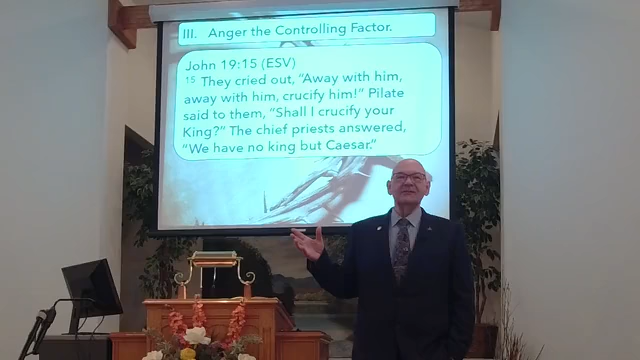 III. Anger the Controlling Factor.
John 19:15 (ESV)
15 They cried out, “Away with him,
away with him, crucify him!” Pilate
said to them, “Shall I crucify your
King?” The chief priests answered,
“We have no king but Caesar.”